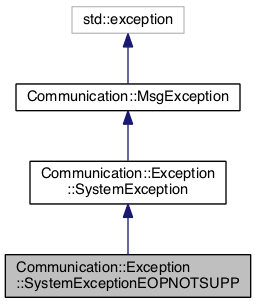 std::exception
Communication::MsgException
Communication::Exception
::SystemException
Communication::Exception
::SystemExceptionEOPNOTSUPP